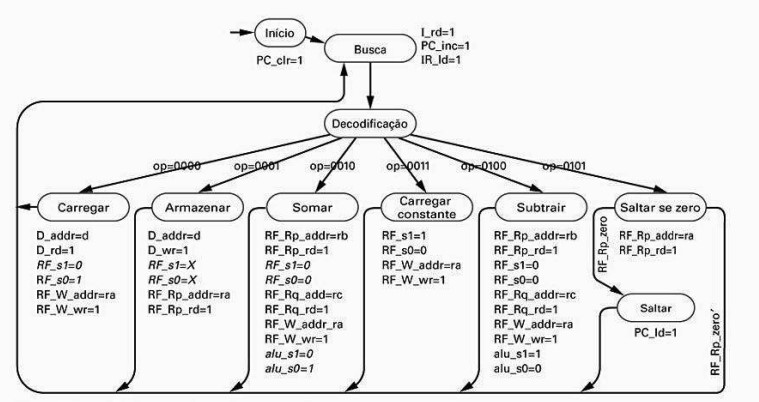 Início
PC_clr=1
Busca
I_rd=1
PC_inc=1
IR_ld=1
Decodificação
op=0000
op=0001
op=0010
op=0011
op=0100
op=0101
Carregar
D_addr=d
D_rd=1
RF_s1=0
RF_s0=1
RF_W_addr=ra
RF_W_wr=1
Armazenar
D_addr=d
D_wr=1
RF_s1=X
RF_s0=X
RF_Rp_addr=ra
RF_Rp_rd=1
Somar
RF_Rp_addr=rb
RF_Rp_rd=1
RF_s1=0
RF_s0=0
RF_Rq_add=rc
RF_Rq_rd=1
RF_W_addr_ra
RF_W_wr=1
alu_s1=0
alu_s0=1
Carregar
constante
RF_s1=1
RF_s0=0
RF_W_addr=ra
RF_W_wr=1
Subtrair
RF_Rp_addr=rb
RF_Rp_rd=1
RF_s1=0
RF_s0=0
RF_Rq_addr=rc
RF_Rq_rd=1
RF_W_addr=ra
RF_W_wr=1
alu_s1=1
alu_s0=0
Saltar se zero
RF_Rp_addr=ra
RF_Rp_rd=1
RF_Rp_zero
Saltar
PC_ld=1
RF_Rp_zero'